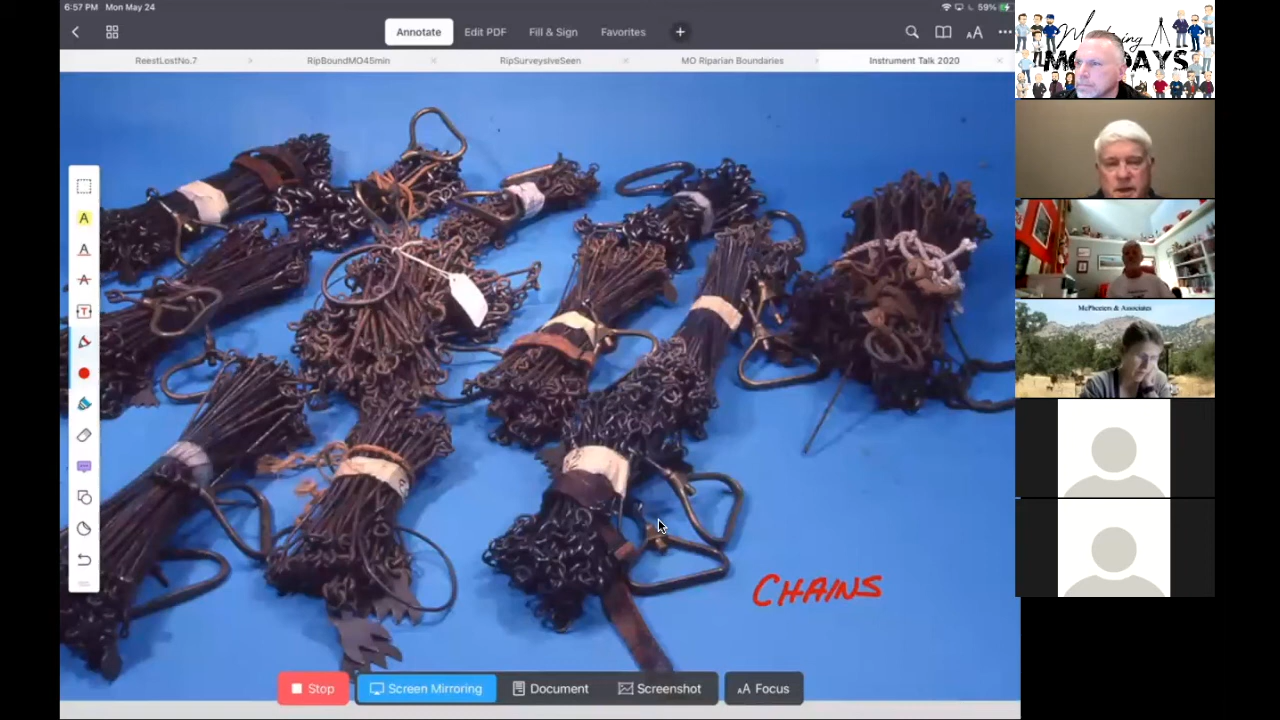 6:57 PM Mon May 24
59%
Annotate
Edit PDF
Fill & Sign
Favorites
ReestLostNo.7
RipBoundMO45min
RipSurveysIveSeen
MO Riparian Boundaries
Instrument Talk 2020
CHAINS
Stop
Screen Mirroring
Document
Screenshot
AA Focus
McPheeters & Associates